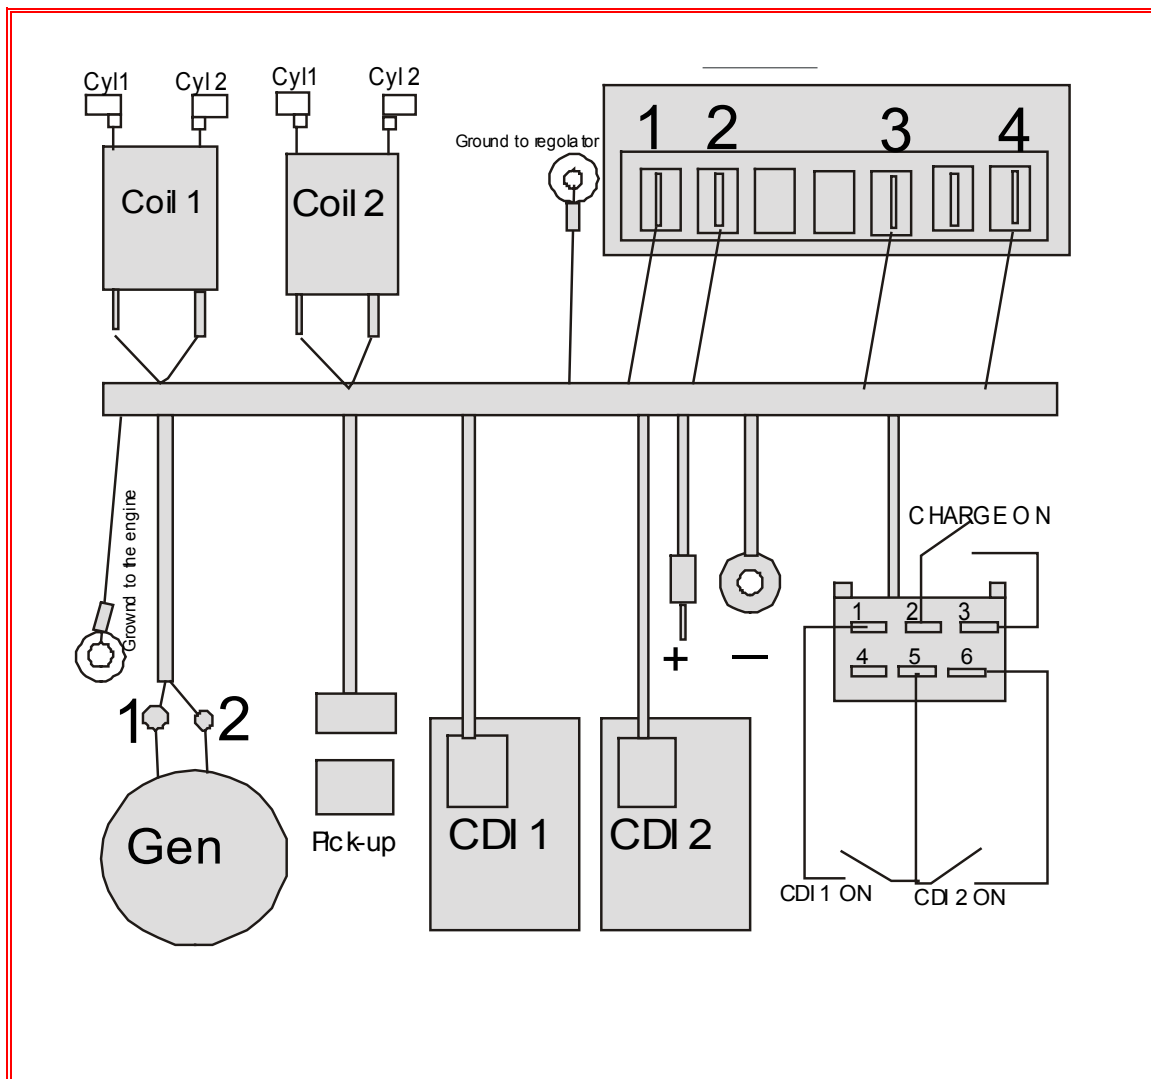 Cyl1
Cyl 2
Cyl1
Cyl 2
Coil 1
Coil 2
Ground to regolator
1
2
3
4
Grownd to the engine
CHARGE ON
1
2
3
4
5
6
+
—
1
2
Gen
Pick-up
CDI 1
CDI 2
CDI 1 ON
CDI 2 ON